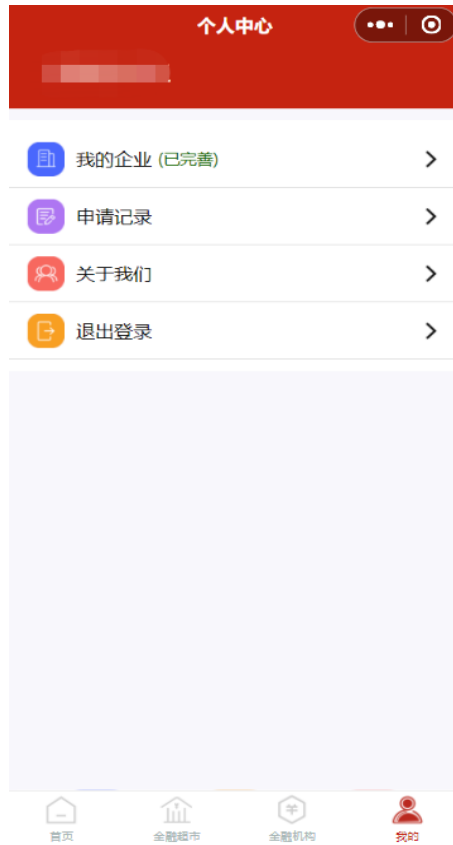 个人中心
我的企业 (已完善)
申请记录
关于我们
退出登录
首页 金融超市 金融机构 我的